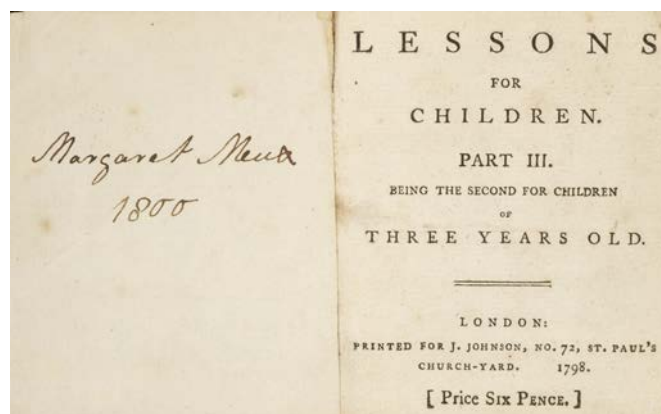 Margaret Meux
1800
LESSONS
FOR
CHILDREN.
PART III.
BEING THE SECOND FOR CHILDREN
OF
THREE YEARS OLD.
LONDON:
PRINTED FOR J. JOHNSON, NO. 72, ST. PAUL'S
CHURCH-YARD. 1798.
[ Price SIX PENCE. ]